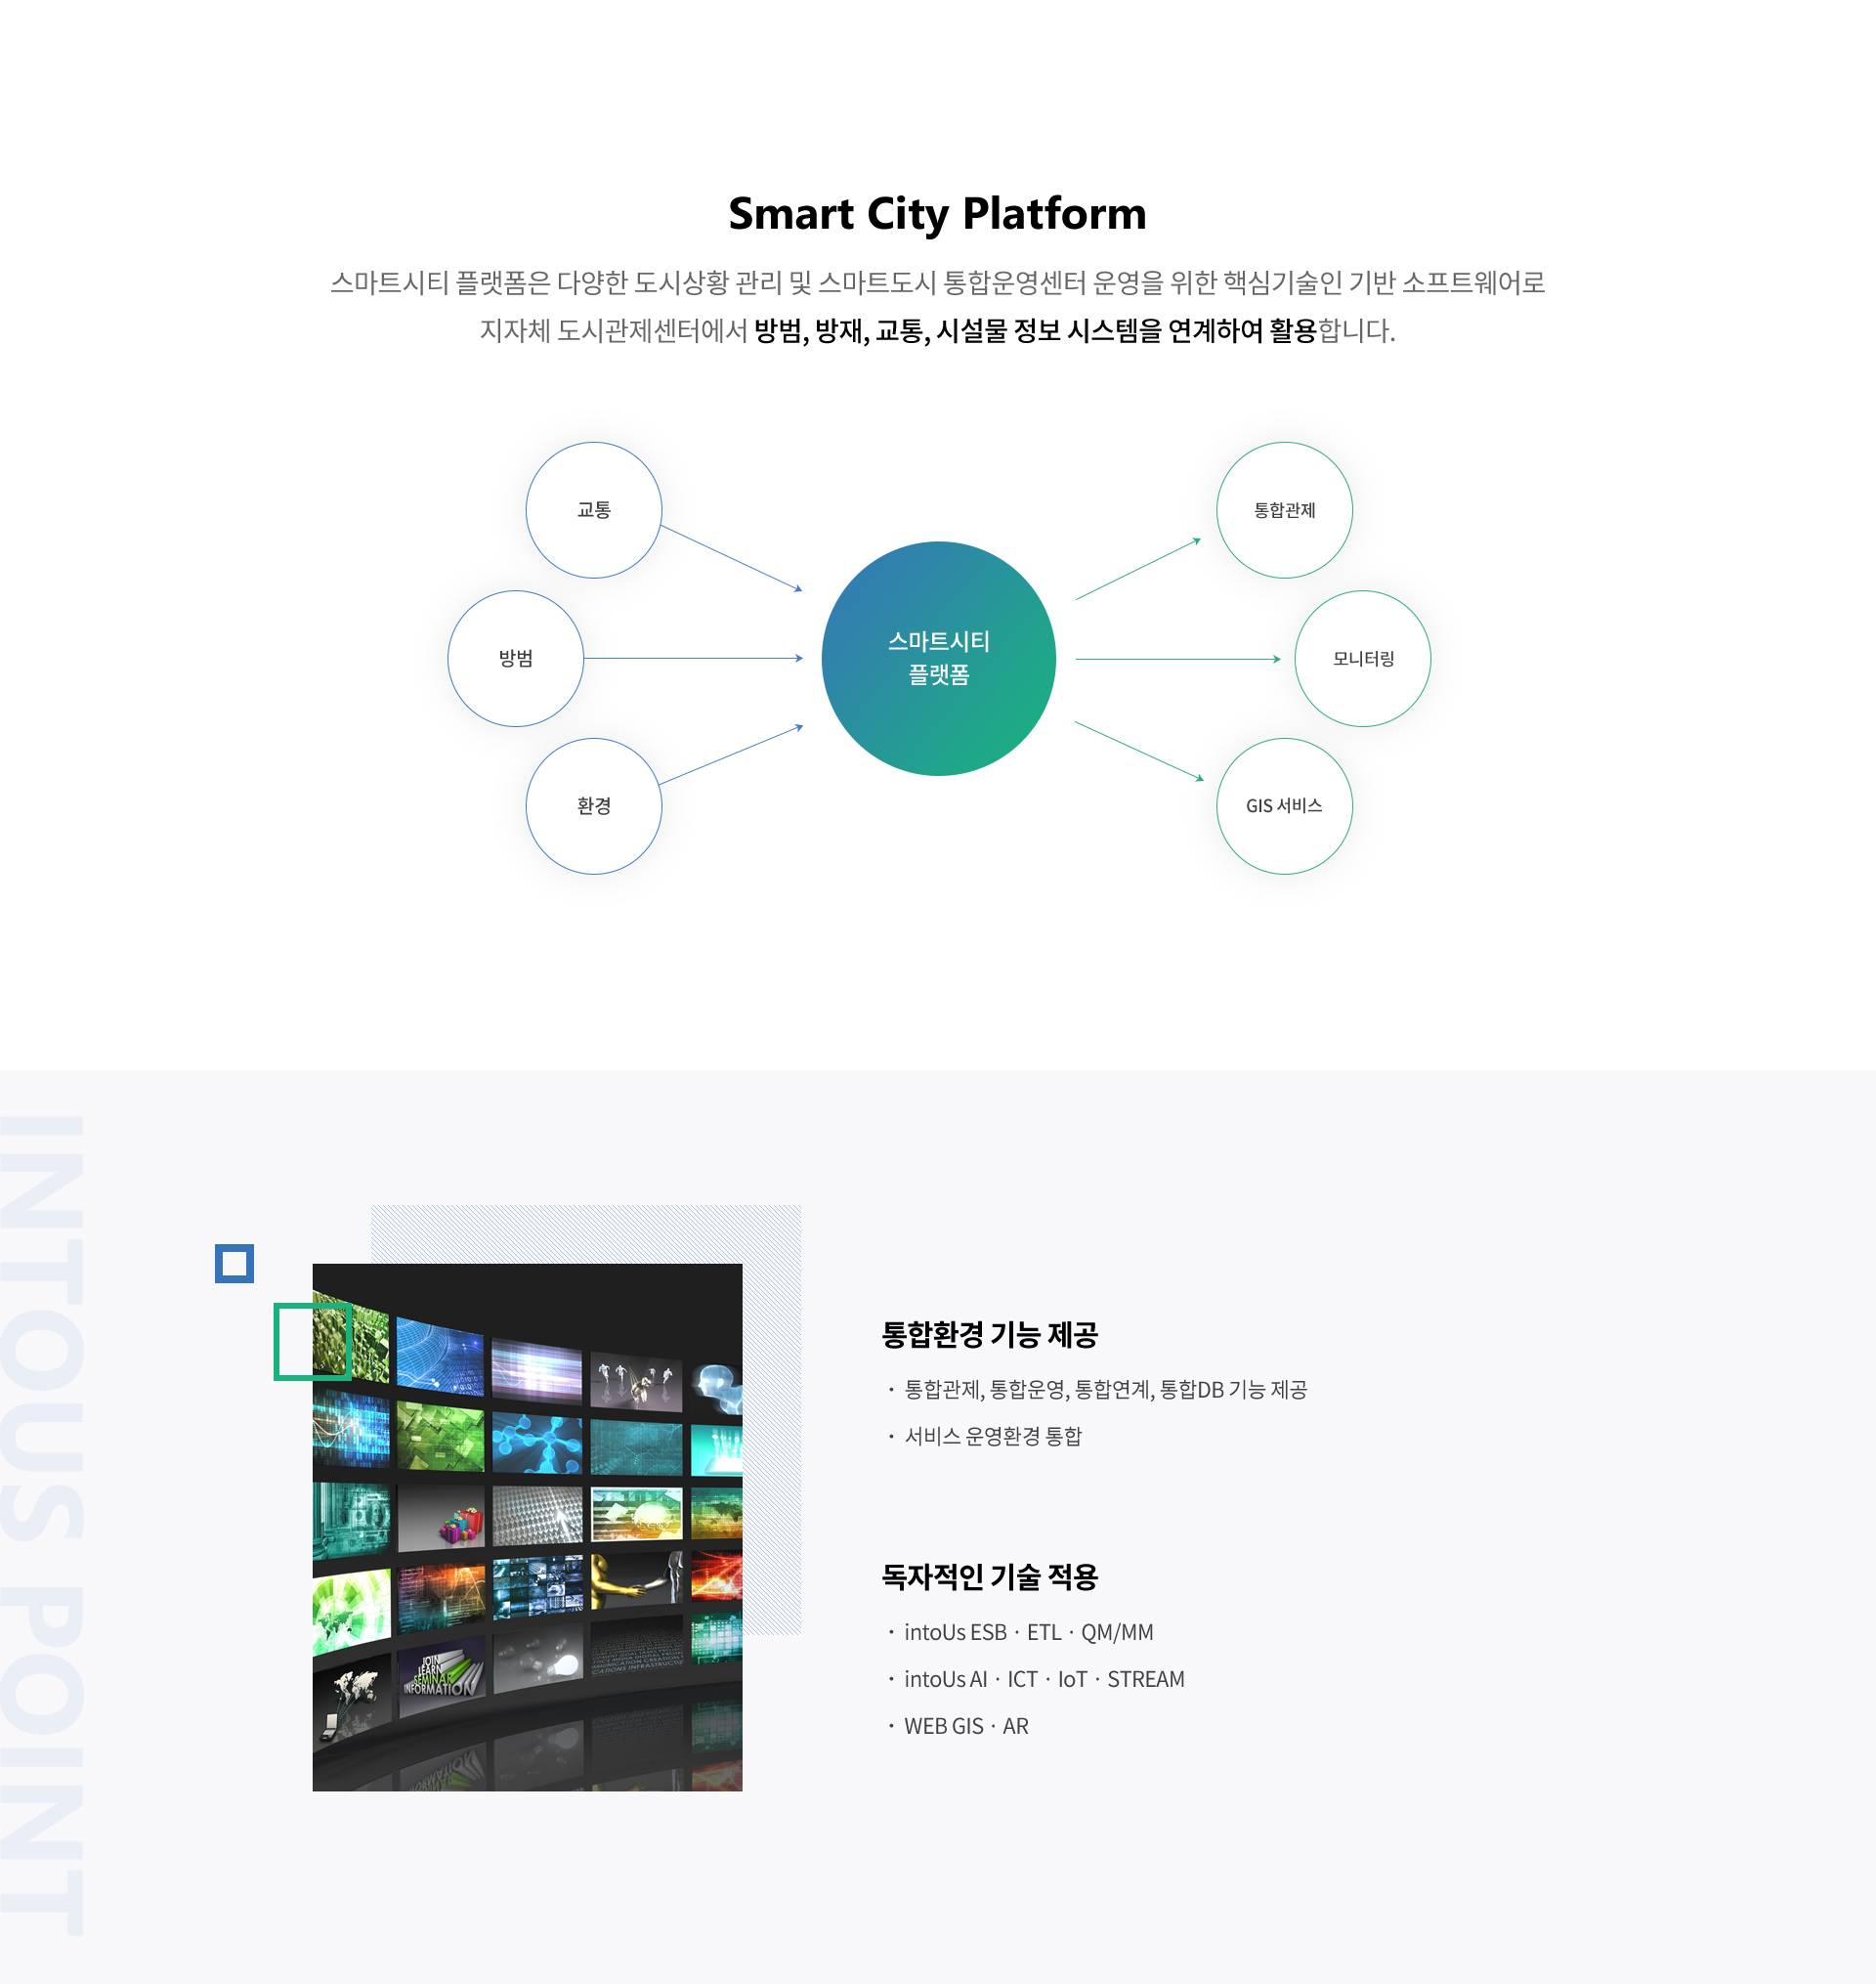 Smart City Platform
스마트시티 플랫폼은 다양한 도시상황 관리 및 스마트도시 통합운영센터 운영을 위한 핵심기술인 기반 소프트웨어로
지자체 도시관제센터에서 방범, 방재, 교통, 시설물 정보 시스템을 연계하여 활용합니다.
교통
방범
환경
스마트시티
플랫폼
통합관제
모니터링
GIS 서비스
INTOUS POINT
JOIN
LEARN
SEMINAR
INFORMATION
통합환경 기능 제공
· 통합관제, 통합운영, 통합연계, 통합DB 기능 제공
· 서비스 운영환경 통합
독자적인 기술 적용
· intoUs ESB · ETL · QM/MM
· intoUs AI · ICT · IoT · STREAM
· WEB GIS · AR